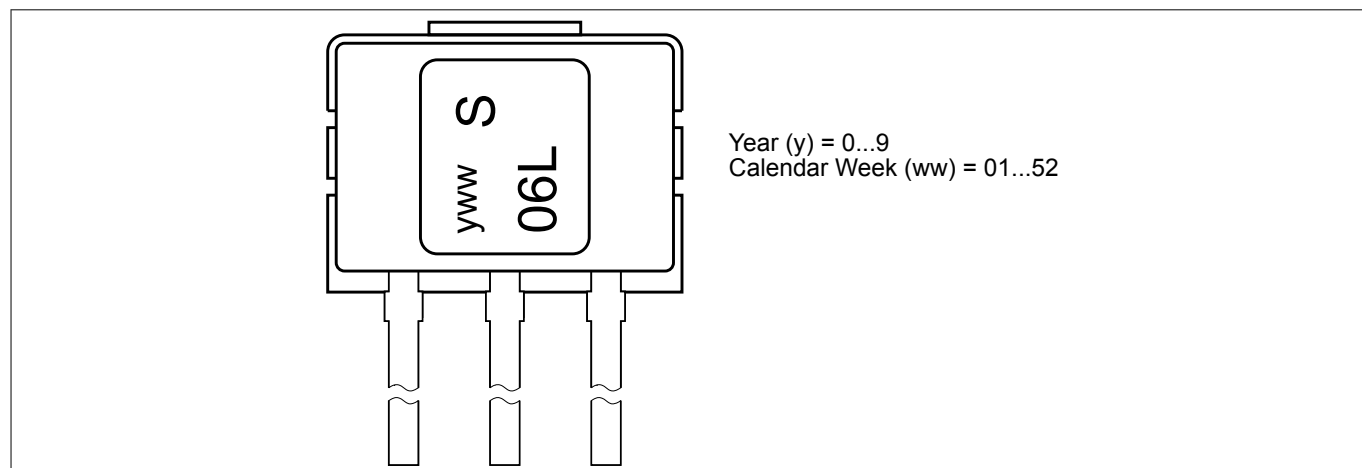 yww S
06L
Year (y) = 0...9
Calendar Week (ww) = 01...52